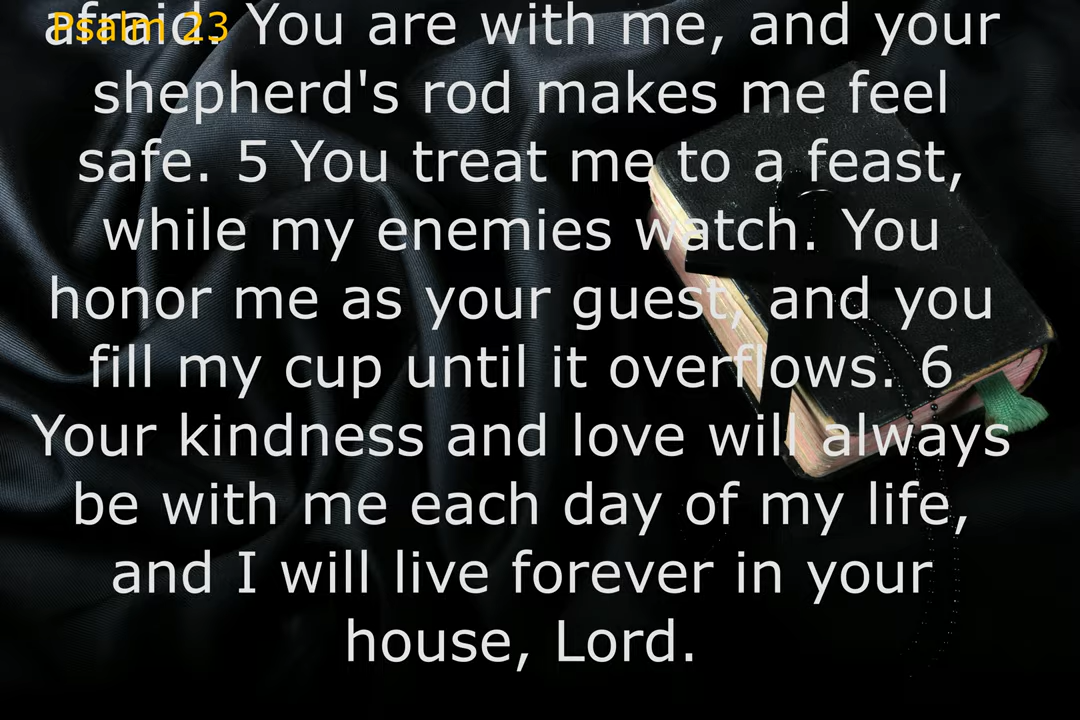 Psalm 23
afraid. You are with me, and your
shepherd's rod makes me feel
safe. 5 You treat me to a feast,
while my enemies watch. You
honor me as your guest, and you
fill my cup until it overflows. 6
Your kindness and love will always
be with me each day of my life,
and I will live forever in your
house, Lord.